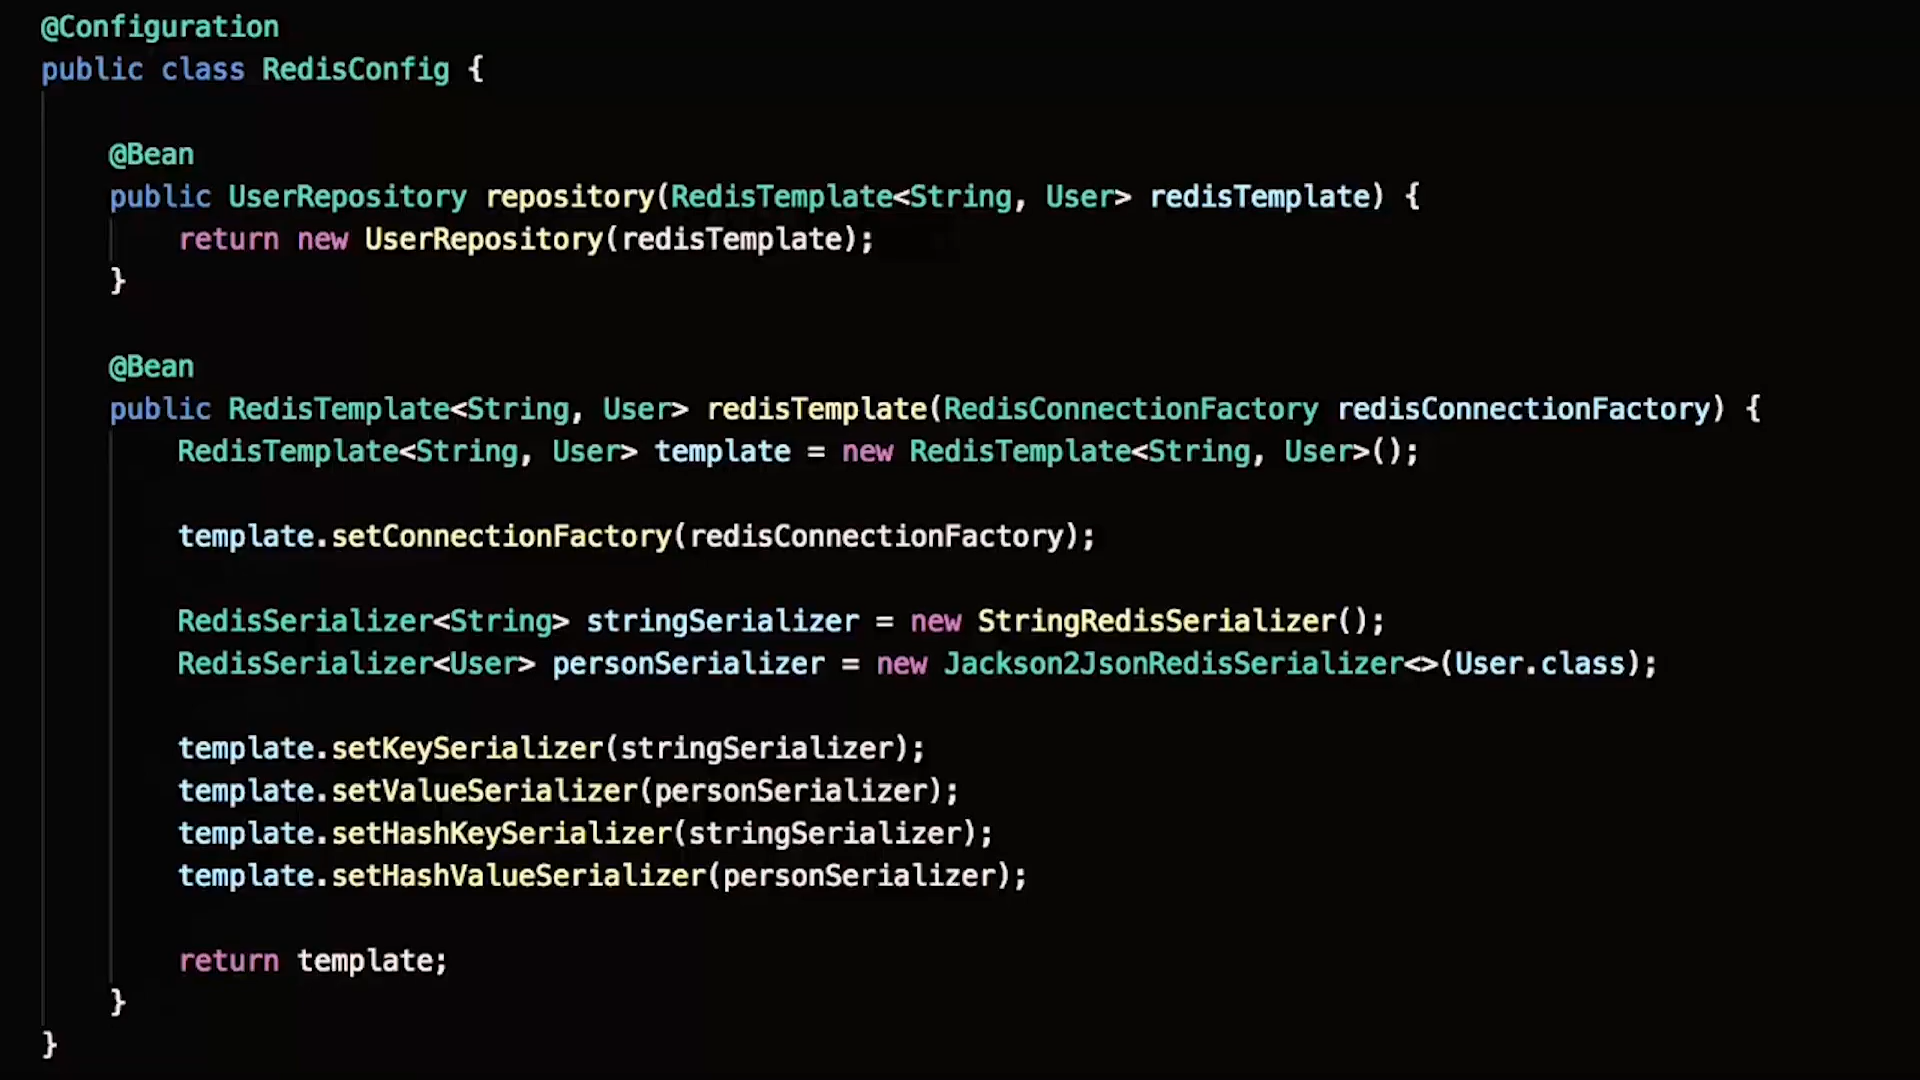 @Configuration
public class RedisConfig {
@Bean
public UserRepository repository(RedisTemplate<String, User> redisTemplate) {
return new UserRepository(redisTemplate);
}
@Bean
public RedisTemplate<String, User> redisTemplate(RedisConnectionFactory redisConnectionFactory) {
RedisTemplate<String, User> template = new RedisTemplate<String, User>();
template.setConnectionFactory(redisConnectionFactory);
RedisSerializer<String> stringSerializer = new StringRedisSerializer();
RedisSerializer<User> personSerializer = new Jackson2JsonRedisSerializer<>(User.class);
template.setKeySerializer(stringSerializer);
template.setValueSerializer(personSerializer);
template.setHashKeySerializer(stringSerializer);
template.setHashValueSerializer(personSerializer);
return template;
}
}